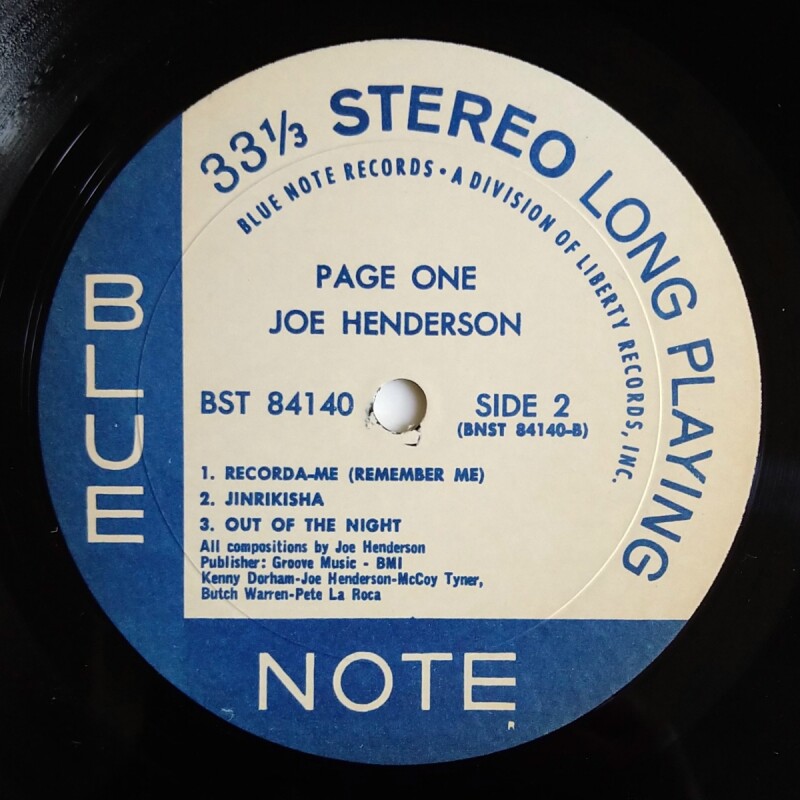 33⅓ STEREO LONG PLAYING
BLUE NOTE RECORDS • A DIVISION OF LIBERTY RECORDS, INC.
PAGE ONE
JOE HENDERSON
BST 84140
SIDE 2
(BNST 84140-B)
1. RECORDA-ME (REMEMBER ME)
2. JINRIKISHA
3. OUT OF THE NIGHT
All compositions by Joe Henderson
Publisher: Groove Music - BMI
Kenny Dorham-Joe Henderson-McCoy Tyner,
Butch Warren-Pete La Roca
BLUE
NOTE
R